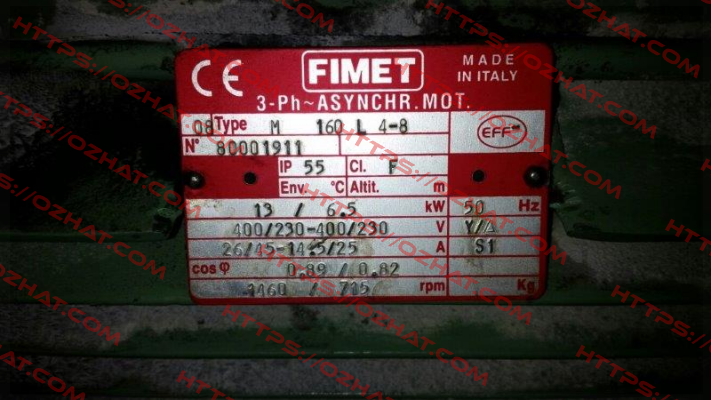 CE FIMET MADE IN ITALY
3-Ph~ASYNCHR.MOT.
08 Type M 160 L 4-8
N° 80001911
EFF
IP 55 Cl. F
Env. °C Altit. m
13 / 6.5 kW 50 Hz
400/230-400/230 V Y/Δ
26/45-14.5/25 A S1
cosφ 0.89 / 0.82
1460 / 715 rpm Kg
HTTPS://OZHAT.COM